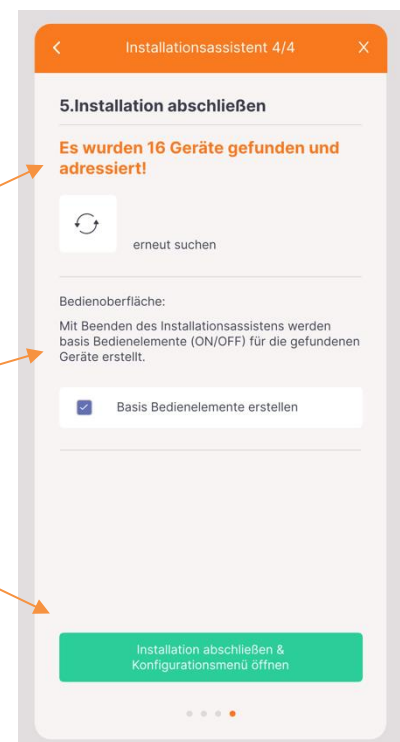 Installationsassistent 4/4
X
5.Installation abschließen
Es wurden 16 Geräte gefunden und
adressiert!
erneut suchen
Bedienoberfläche:
Mit Beenden des Installationsassistens werden
basis Bedienelemente (ON/OFF) für die gefundenen
Geräte erstellt.
Basis Bedienelemente erstellen
Installation abschließen &
Konfigurationsmenü öffnen